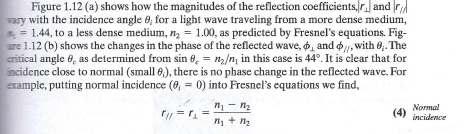 Figure 1.12 (a) shows how the magnitudes of the reflection coefficients, |r⊥| and |r//|
vary with the incidence angle θi for a light wave traveling from a more dense medium,
n₁ = 1.44, to a less dense medium, n₂ = 1.00, as predicted by Fresnel's equations. Fig-
ure 1.12 (b) shows the changes in the phase of the reflected wave, ϕ⊥ and ϕ//, with θi. The
critical angle θc as determined from sin θc = n₂/n₁ in this case is 44°. It is clear that for
incidence close to normal (small θi), there is no phase change in the reflected wave. For
example, putting normal incidence (θi = 0) into Fresnel's equations we find,
r// = r⊥ = (n₁ − n₂)/(n₁ + n₂) (4) Normal
incidence